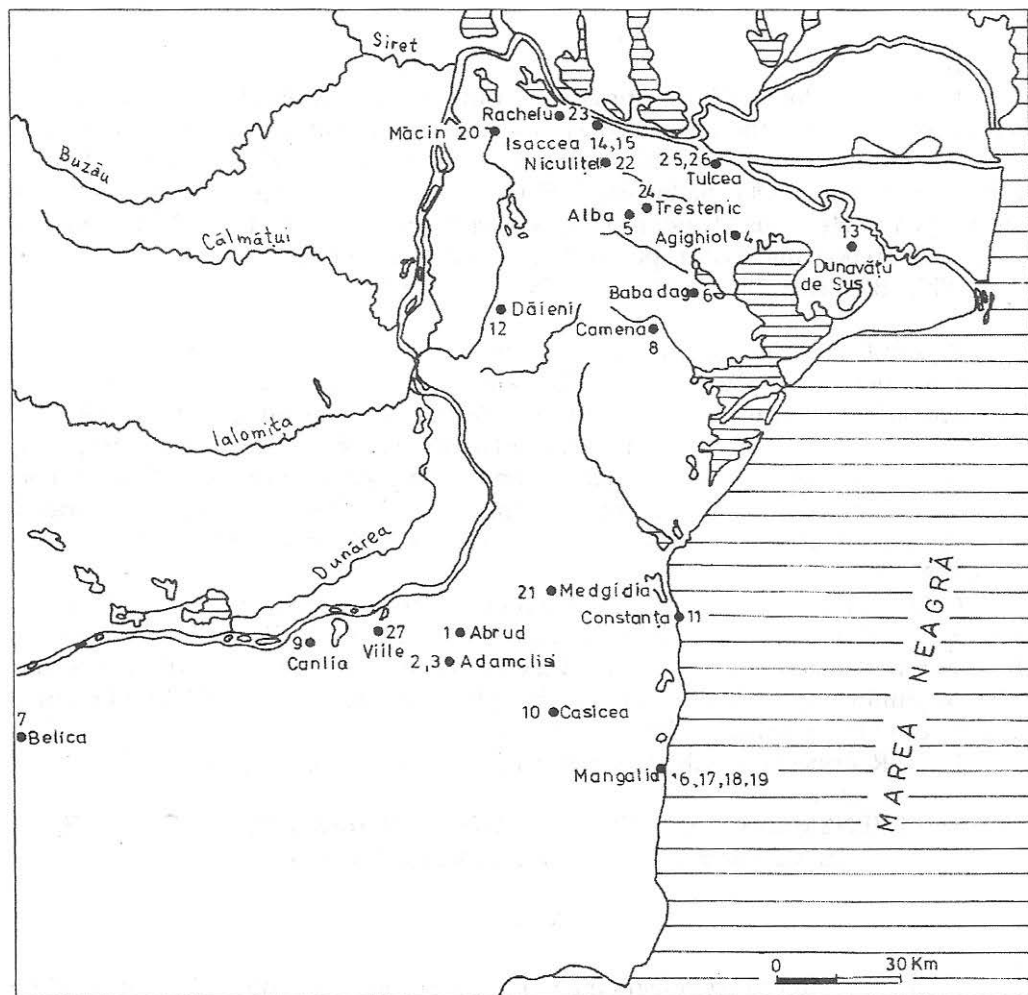 Siret
Buzău
Călmățui
Ialomița
Dunărea
Rachelu 23
Măcin 20
Isaccea 14,15
Niculițel 22
25,26
Tulcea
24
Trestenic
Alba
5
Agighiol 4
13
Dunavățu
de Sus
Babadag 6
Dăieni
12
Camena
8
21 Medgidia
Constanța 11
27
Viile
1 Abrud
9
Canlia
2,3 Adamclisi
10 Casicea
7
Belica
Mangalia 16,17,18,19
MAREA NEAGRĂ
0 30 Km